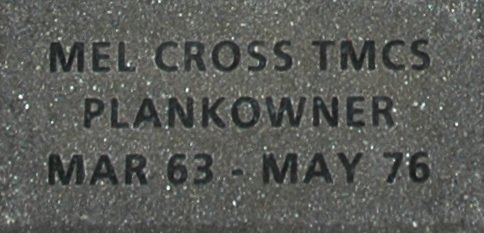 MEL CROSS TMCS
PLANKOWNER
MAR 63 - MAY 76